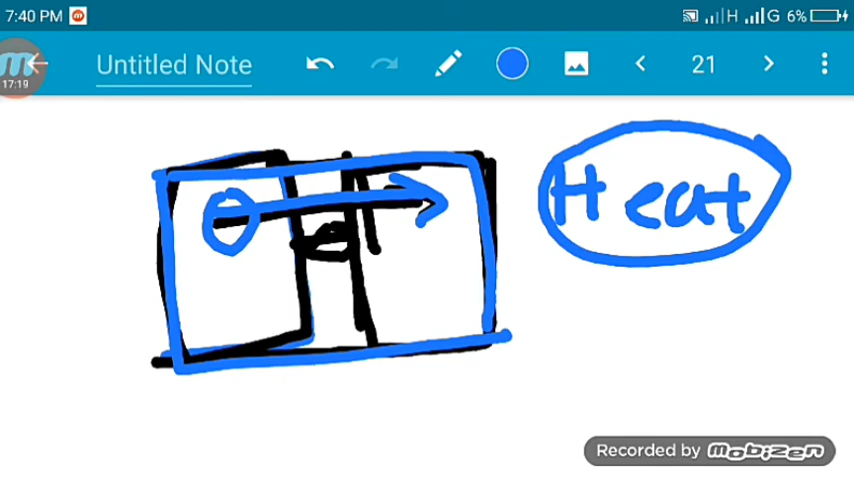 7:40 PM H G 6%
17:19
Untitled Note
21
Heat
Recorded by mobizen